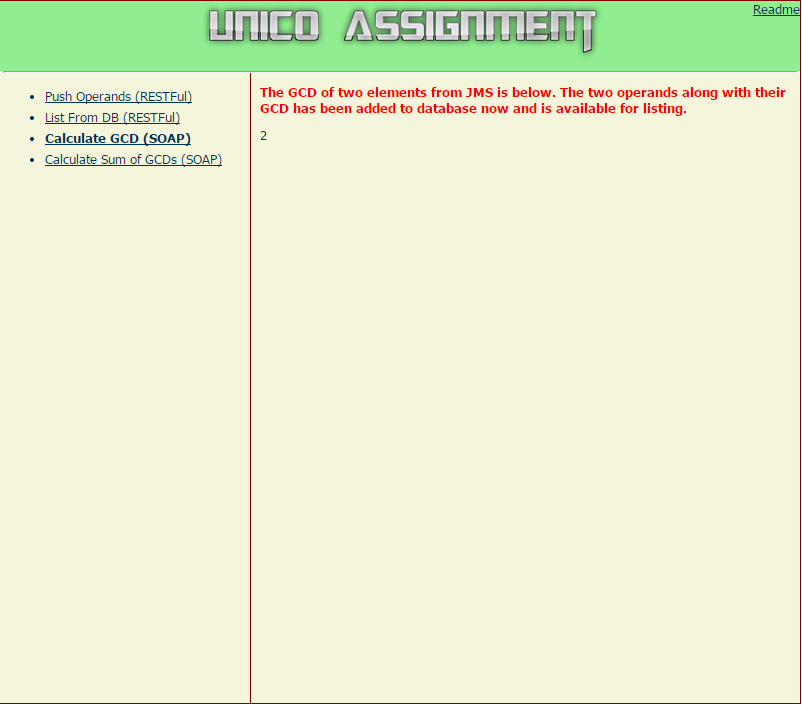 UNICO ASSIGNMENT
Readme
Push Operands (RESTFul)
List From DB (RESTFul)
Calculate GCD (SOAP)
Calculate Sum of GCDs (SOAP)
The GCD of two elements from JMS is below. The two operands along with their
GCD has been added to database now and is available for listing.
2